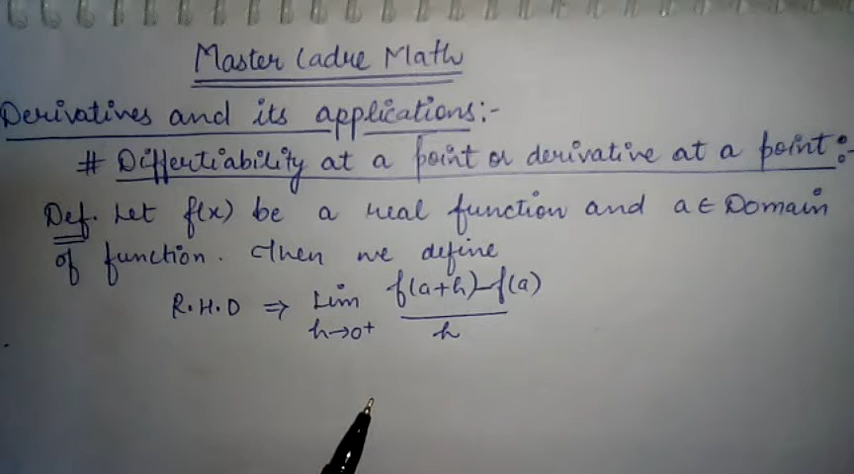 Master Cadre Math
Derivatives and its applications:-
# Differtiability at a point or derivative at a point:-
Def. Let f(x) be a real function and a ∈ Domain
of function. Then we define
R.H.D ⇒ Lim f(a+h)-f(a)
h→0⁺ h